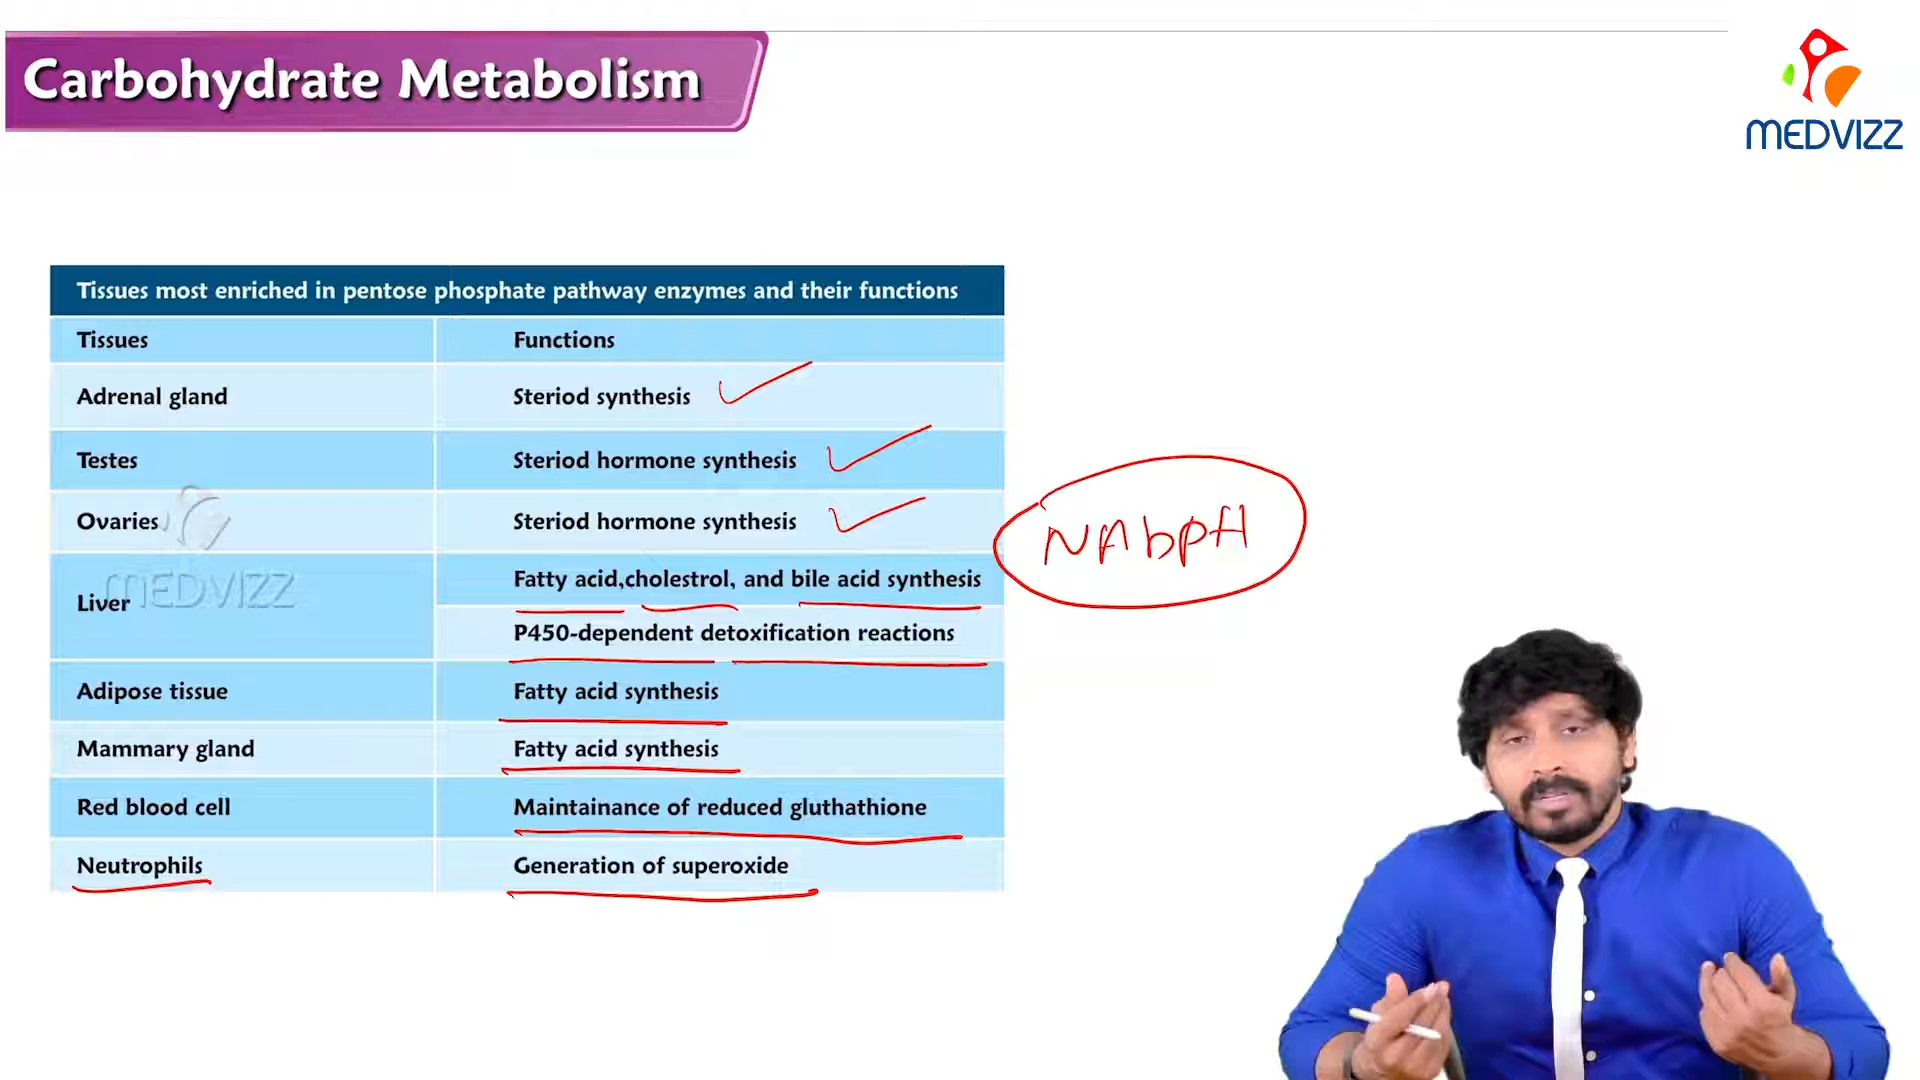 Carbohydrate Metabolism
MEDVIZZ
Tissues most enriched in pentose phosphate pathway enzymes and their functions
Tissues Functions
Adrenal gland Steriod synthesis
Testes Steriod hormone synthesis
Ovaries Steriod hormone synthesis
NADPH
Liver Fatty acid,cholestrol, and bile acid synthesis
P450-dependent detoxification reactions
MEDVIZZ
Adipose tissue Fatty acid synthesis
Mammary gland Fatty acid synthesis
Red blood cell Maintainance of reduced gluthathione
Neutrophils Generation of superoxide